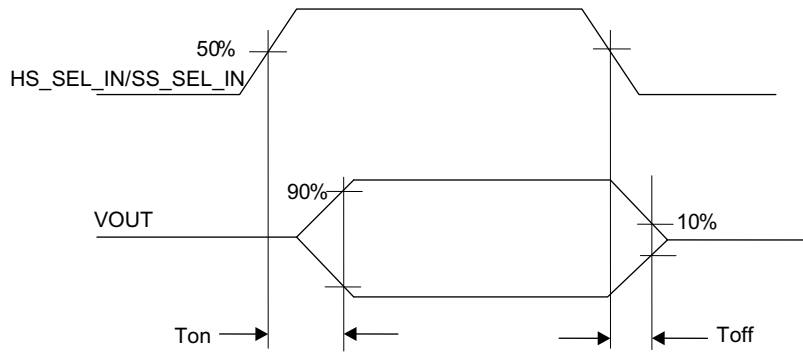 50%
HS_SEL_IN/SS_SEL_IN
90%
VOUT
10%
Ton
Toff